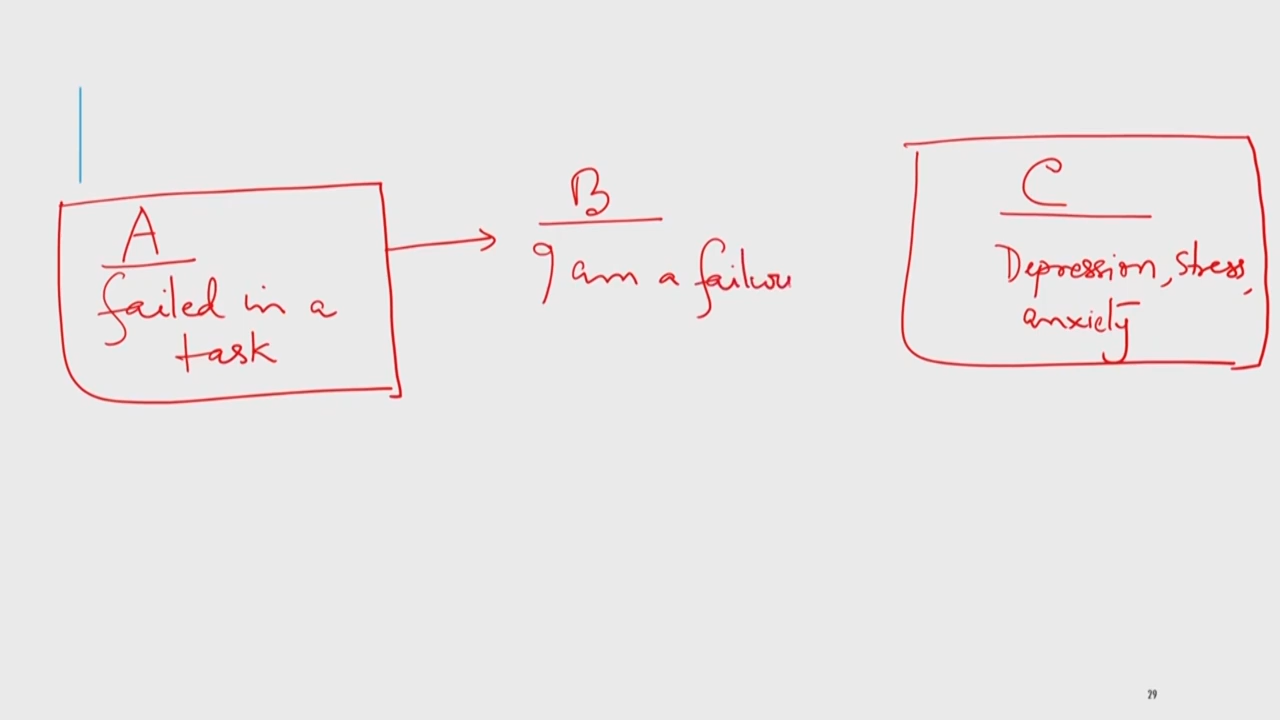 A
failed in a
task
B
I am a failure
C
Depression, stress,
anxiety
29